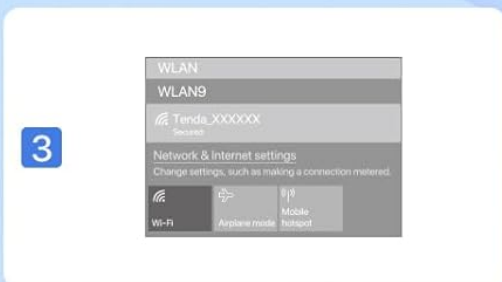 3
WLAN
WLAN9
Tenda_XXXXXX
Secured
Network & Internet settings
Change settings, such as making a connection metered.
Wi-Fi
Airplane mode
Mobile
hotspot